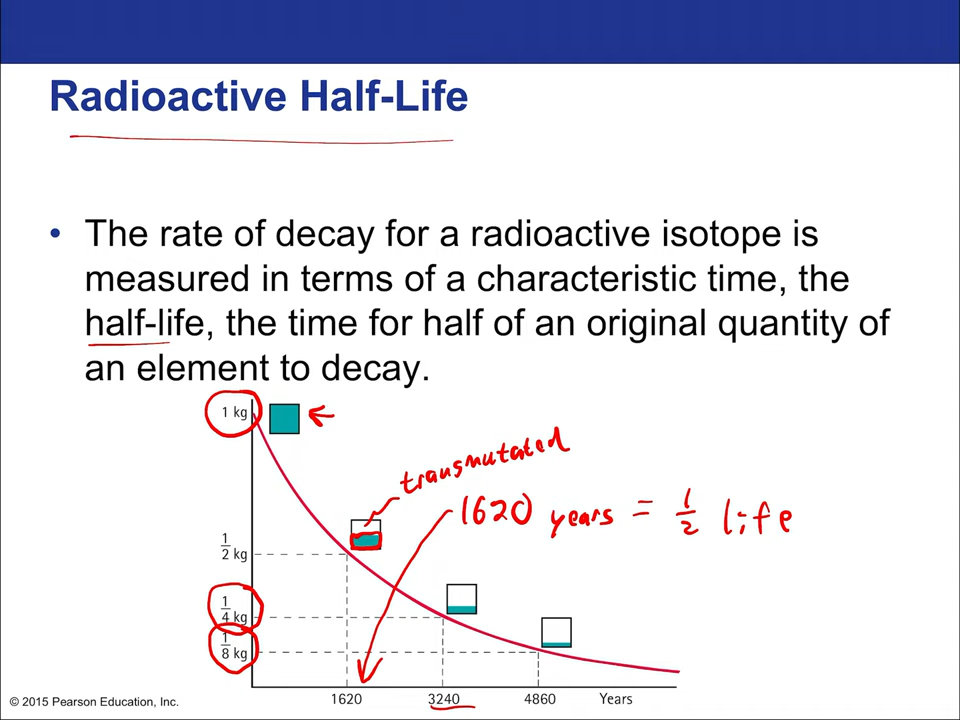 Radioactive Half-Life
• The rate of decay for a radioactive isotope is
measured in terms of a characteristic time, the
half-life, the time for half of an original quantity of
an element to decay.
1 kg
transmutated
1620 years = 1/2 life
1/2 kg
1/4 kg
1/8 kg
1620 3240 4860 Years
© 2015 Pearson Education, Inc.